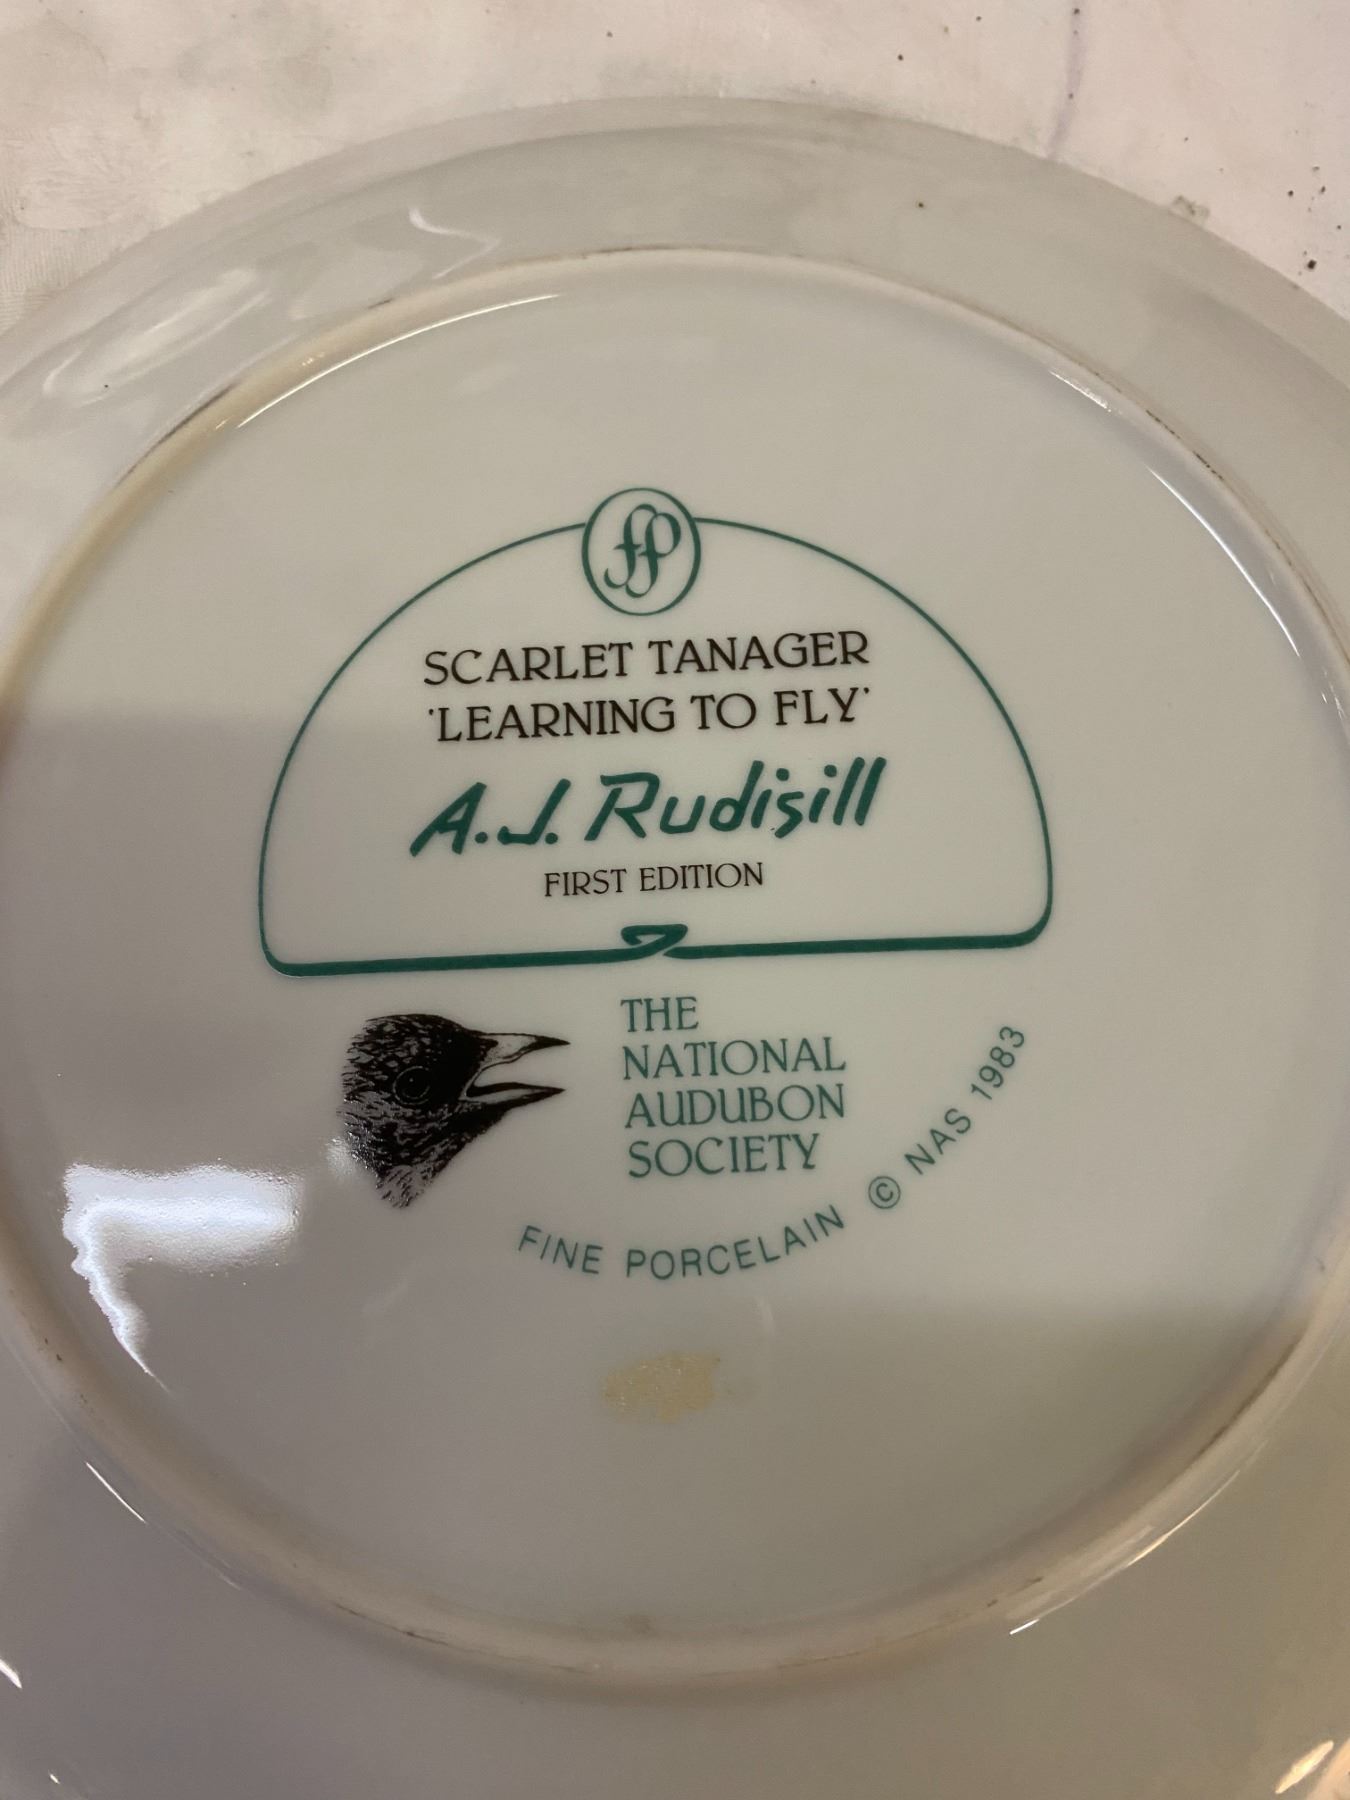 fp
SCARLET TANAGER
'LEARNING TO FLY'
A.J. Rudisill
FIRST EDITION
THE
NATIONAL
AUDUBON
SOCIETY
FINE PORCELAIN © NAS 1983